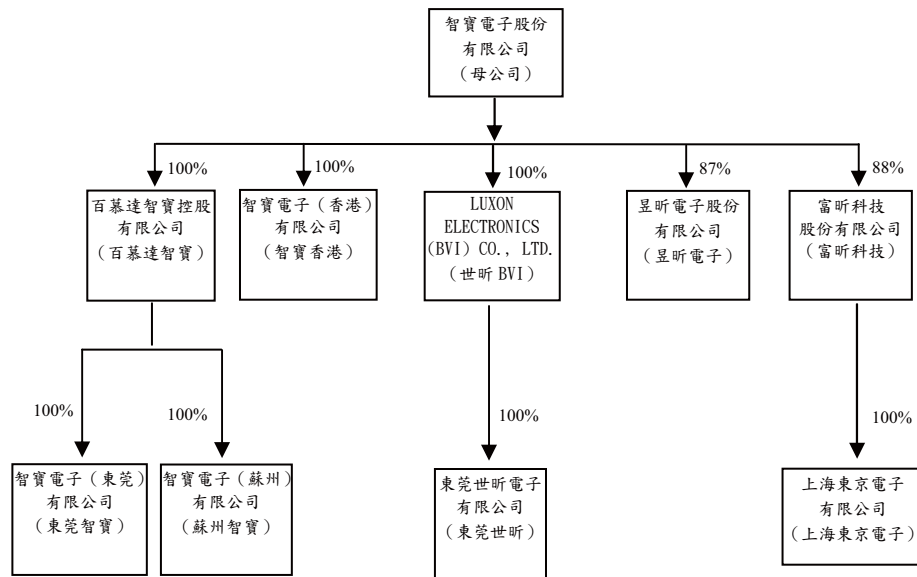 智寶電子股份
有限公司
(母公司)
100%
100%
100%
87%
88%
百慕達智寶控股
有限公司
(百慕達智寶)
智寶電子(香港)
有限公司
(智寶香港)
LUXON
ELECTRONICS
(BVI) CO., LTD.
(世昕 BVI)
昱昕電子股份
有限公司
(昱昕電子)
富昕科技
股份有限公司
(富昕科技)
100%
100%
100%
100%
智寶電子(東莞)
有限公司
(東莞智寶)
智寶電子(蘇州)
有限公司
(蘇州智寶)
東莞世昕電子
有限公司
(東莞世昕)
上海東京電子
有限公司
(上海東京電子)